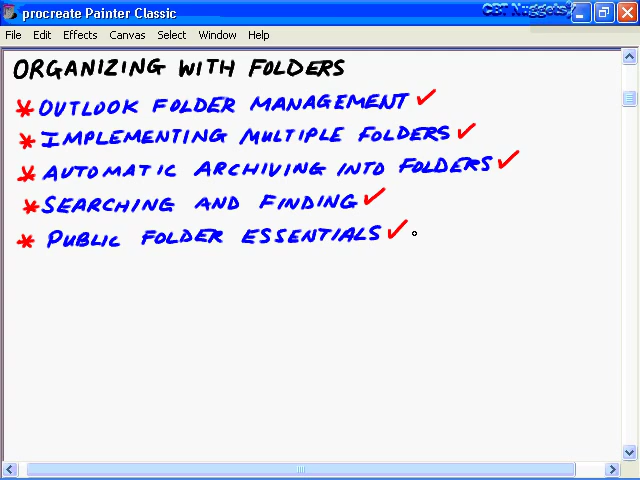 procreate Painter Classic
CBT Nuggets
File Edit Effects Canvas Select Window Help
ORGANIZING WITH FOLDERS
* OUTLOOK FOLDER MANAGEMENT ✓
* IMPLEMENTING MULTIPLE FOLDERS ✓
* AUTOMATIC ARCHIVING INTO FOLDERS ✓
* SEARCHING AND FINDING ✓
* PUBLIC FOLDER ESSENTIALS ✓